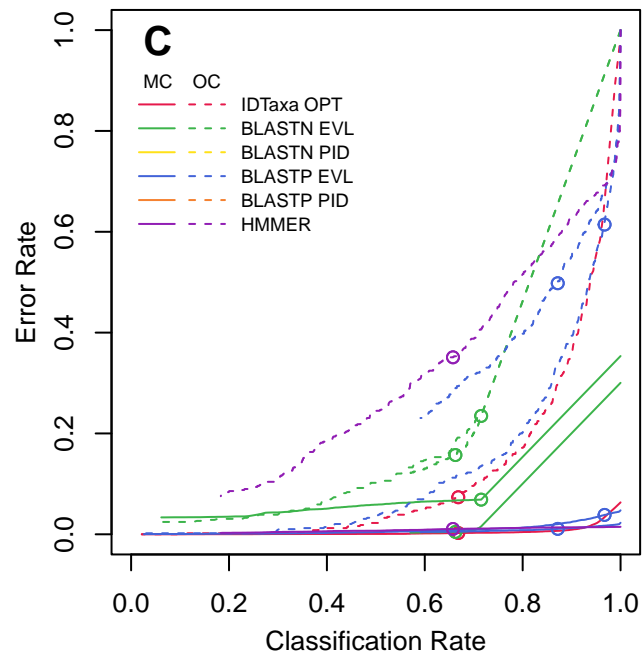 C
MC OC
IDTaxa OPT
BLASTN EVL
BLASTN PID
BLASTP EVL
BLASTP PID
HMMER
Error Rate
1.0
0.8
0.6
0.4
0.2
0.0
0.0 0.2 0.4 0.6 0.8 1.0
Classification Rate